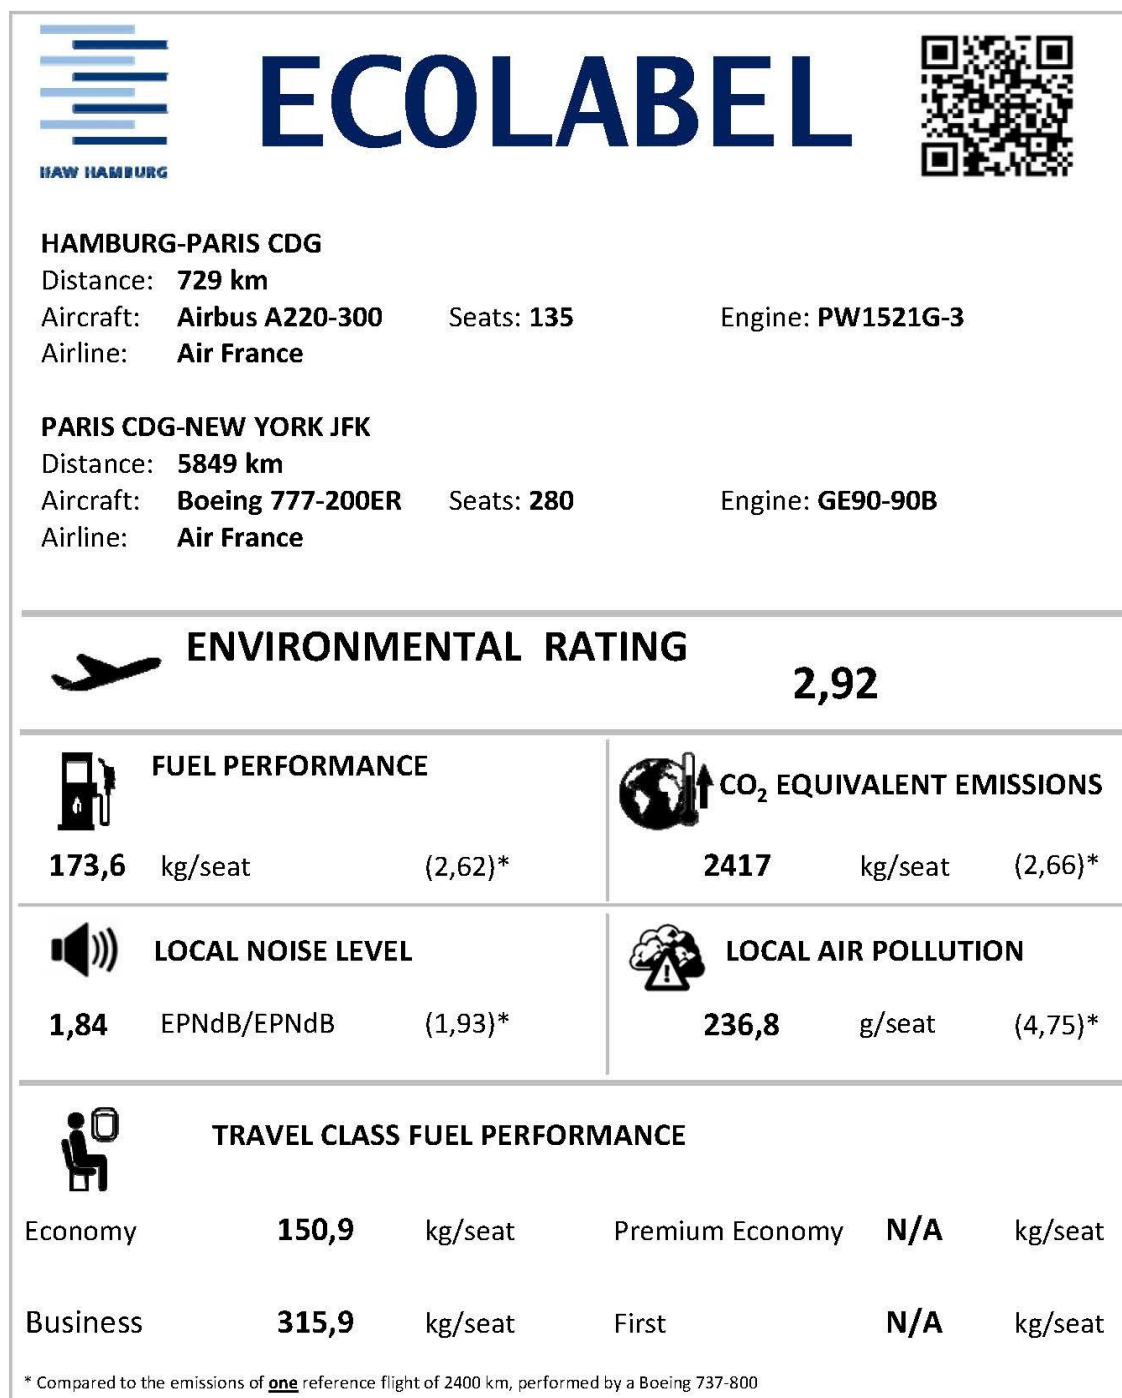 HAW HAMBURG
ECOLABEL
HAMBURG-PARIS CDG
Distance: 729 km
Aircraft: Airbus A220-300 Seats: 135 Engine: PW1521G-3
Airline: Air France
PARIS CDG-NEW YORK JFK
Distance: 5849 km
Aircraft: Boeing 777-200ER Seats: 280 Engine: GE90-90B
Airline: Air France
ENVIRONMENTAL RATING
2,92
FUEL PERFORMANCE
173,6 kg/seat (2,62)*
CO₂ EQUIVALENT EMISSIONS
2417 kg/seat (2,66)*
LOCAL NOISE LEVEL
1,84 EPNdB/EPNdB (1,93)*
LOCAL AIR POLLUTION
236,8 g/seat (4,75)*
TRAVEL CLASS FUEL PERFORMANCE
Economy 150,9 kg/seat Premium Economy N/A kg/seat
Business 315,9 kg/seat First N/A kg/seat
* Compared to the emissions of one reference flight of 2400 km, performed by a Boeing 737-800